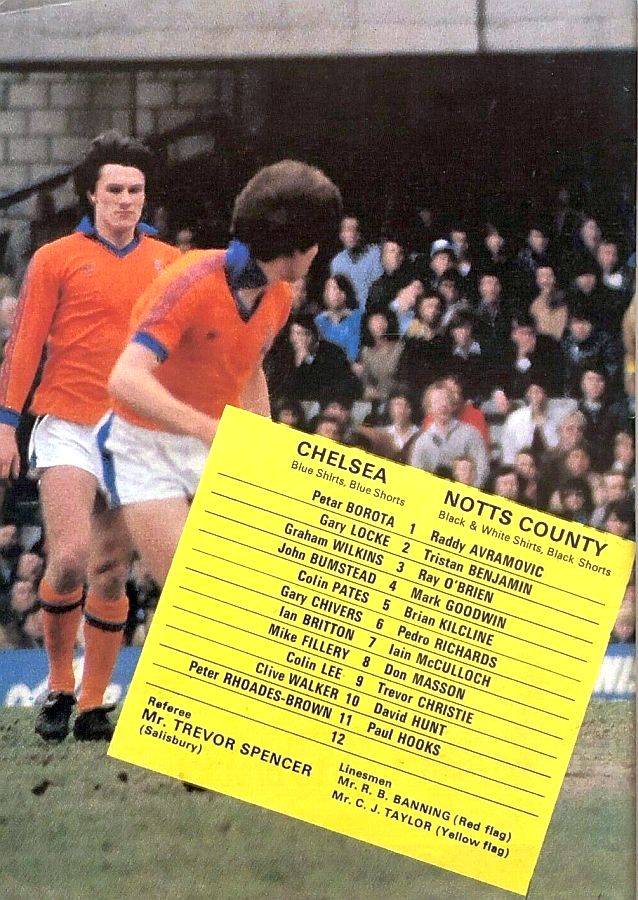 CHELSEA
Blue Shirts, Blue Shorts
NOTTS COUNTY
Black & White Shirts, Black Shorts
Petar BOROTA 1 Raddy AVRAMOVIC
Gary LOCKE 2 Tristan BENJAMIN
Graham WILKINS 3 Ray O'BRIEN
John BUMSTEAD 4 Mark GOODWIN
Colin PATES 5 Brian KILCLINE
Gary CHIVERS 6 Pedro RICHARDS
Ian BRITTON 7 Iain McCULLOCH
Mike FILLERY 8 Don MASSON
Colin LEE 9 Trevor CHRISTIE
Clive WALKER 10 David HUNT
Peter RHOADES-BROWN 11 Paul HOOKS
12
Referee
Mr. TREVOR SPENCER
(Salisbury)
Linesmen
Mr. R. B. BANNING (Red flag)
Mr. C. J. TAYLOR (Yellow flag)